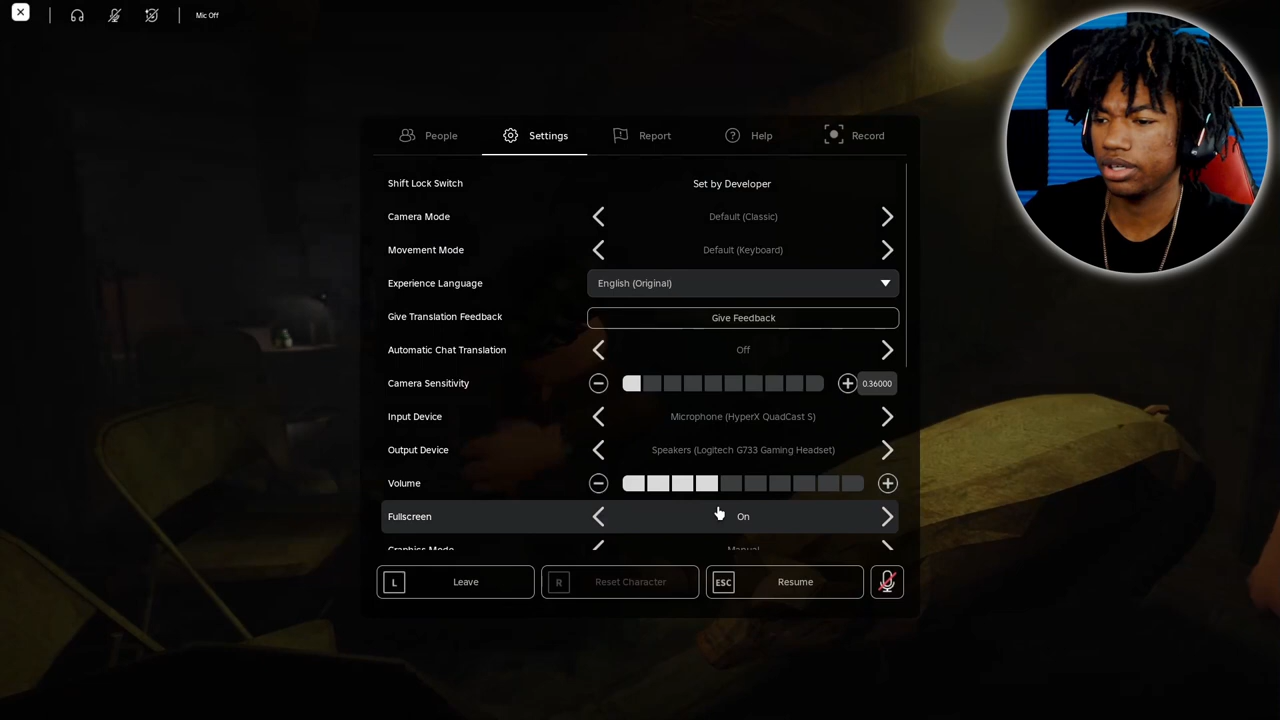 Mic Off
People Settings Report Help Record
Shift Lock Switch Set by Developer
Camera Mode Default (Classic)
Movement Mode Default (Keyboard)
Experience Language English (Original)
Give Translation Feedback Give Feedback
Automatic Chat Translation Off
Camera Sensitivity 0.36000
Input Device Microphone (HyperX QuadCast S)
Output Device Speakers (Logitech G733 Gaming Headset)
Volume
Fullscreen On
Graphics Mode Manual
L Leave R Reset Character ESC Resume